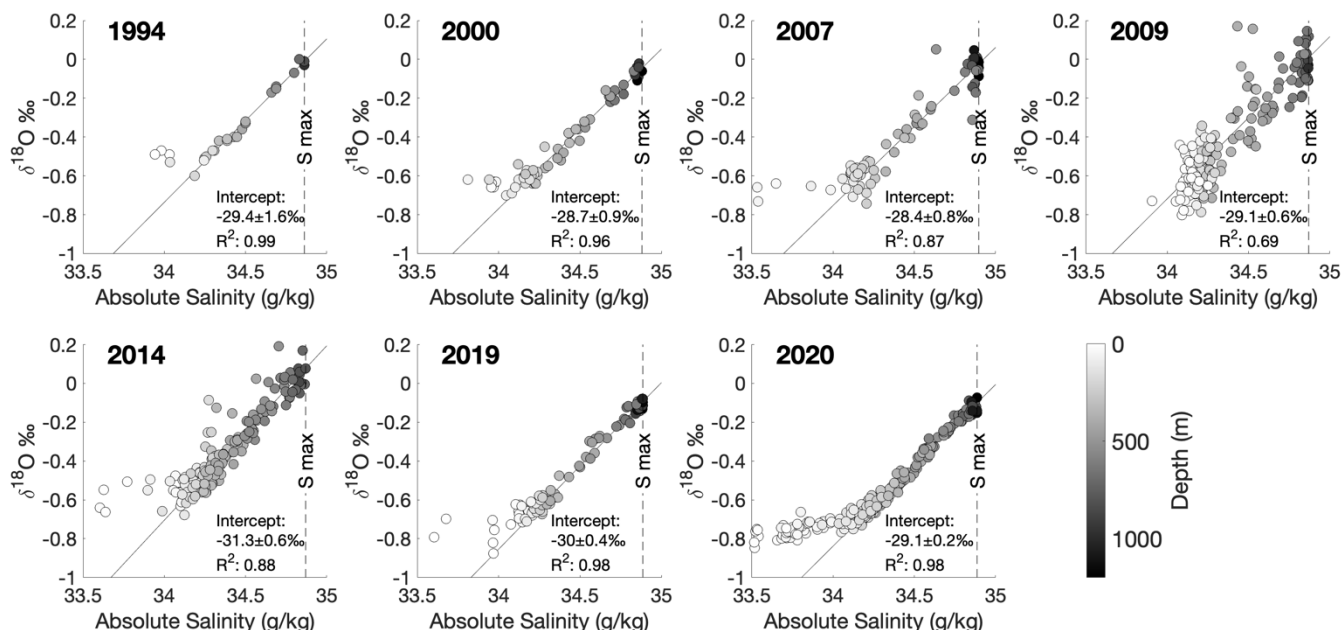 1994
0.2
0
-0.2
-0.4
-0.6
-0.8
-1
δ18O ‰
S max
Intercept:
-29.4±1.6‰
R2: 0.99
33.5 34 34.5 35
Absolute Salinity (g/kg)
2000
0.2
0
-0.2
-0.4
-0.6
-0.8
-1
δ18O ‰
S max
Intercept:
-28.7±0.9‰
R2: 0.96
33.5 34 34.5 35
Absolute Salinity (g/kg)
2007
0.2
0
-0.2
-0.4
-0.6
-0.8
-1
δ18O ‰
S max
Intercept:
-28.4±0.8‰
R2: 0.87
33.5 34 34.5 35
Absolute Salinity (g/kg)
2009
0.2
0
-0.2
-0.4
-0.6
-0.8
-1
δ18O ‰
S max
Intercept:
-29.1±0.6‰
R2: 0.69
33.5 34 34.5 35
Absolute Salinity (g/kg)
2014
0.2
0
-0.2
-0.4
-0.6
-0.8
-1
δ18O ‰
S max
Intercept:
-31.3±0.6‰
R2: 0.88
33.5 34 34.5 35
Absolute Salinity (g/kg)
2019
0.2
0
-0.2
-0.4
-0.6
-0.8
-1
δ18O ‰
S max
Intercept:
-30±0.4‰
R2: 0.98
33.5 34 34.5 35
Absolute Salinity (g/kg)
2020
0.2
0
-0.2
-0.4
-0.6
-0.8
-1
δ18O ‰
S max
Intercept:
-29.1±0.2‰
R2: 0.98
33.5 34 34.5 35
Absolute Salinity (g/kg)
0
500
1000
Depth (m)